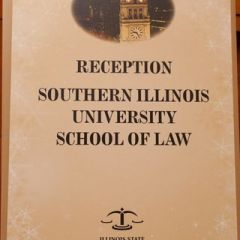 RECEPTION
SOUTHERN ILLINOIS
UNIVERSITY
SCHOOL OF LAW
ILLINOIS STATE